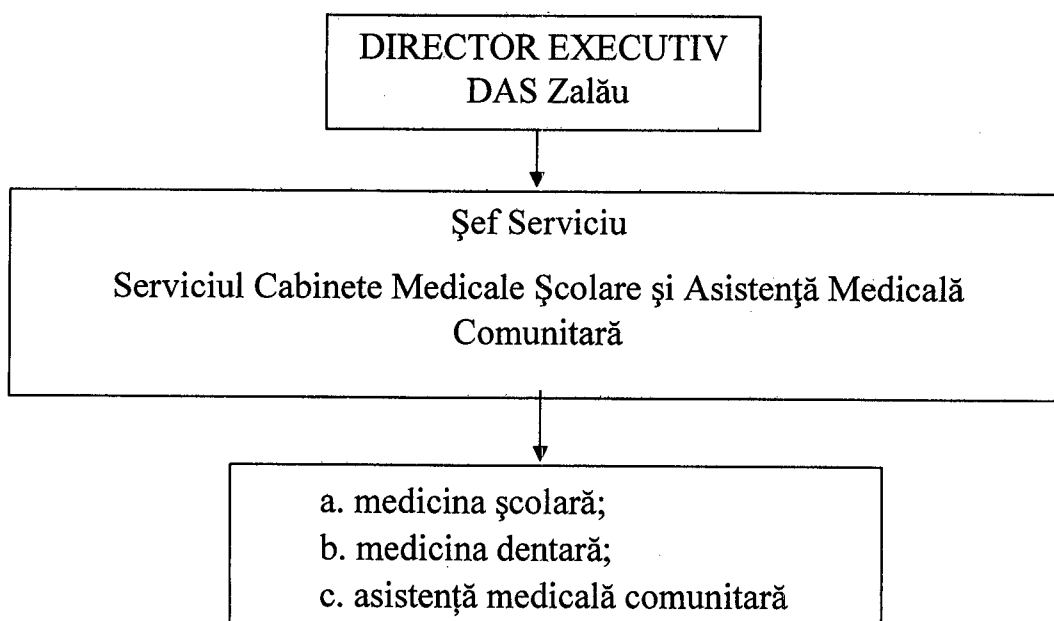 DIRECTOR EXECUTIV
DAS Zalău
Şef Serviciu
Serviciul Cabinete Medicale Şcolare şi Asistenţă Medicală
Comunitară
a. medicina şcolară;
b. medicina dentară;
c. asistență medicală comunitară